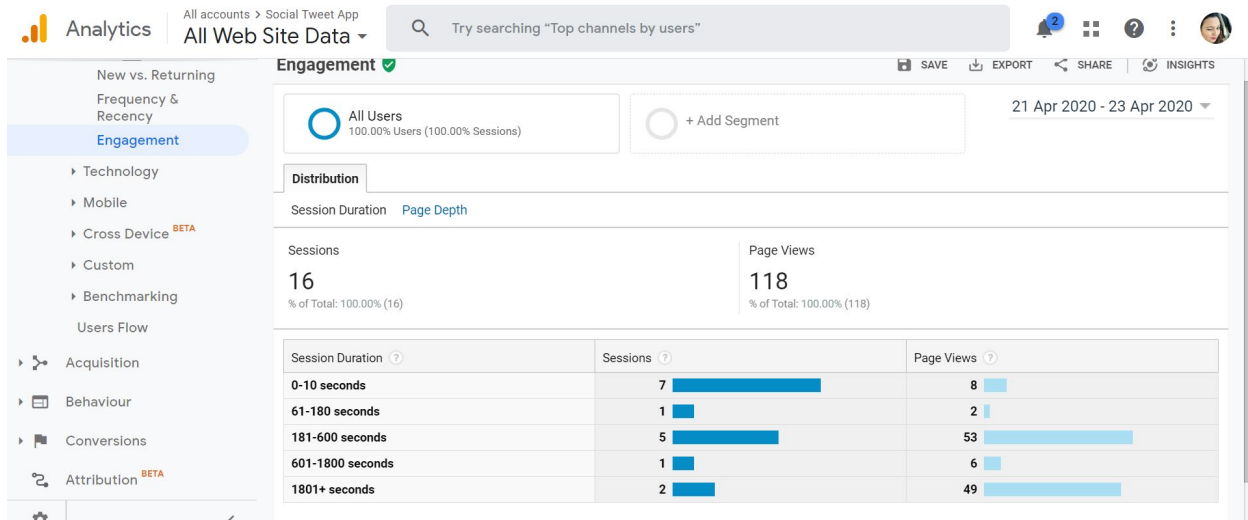 All accounts > Social Tweet App
Analytics
All Web Site Data
Try searching “Top channels by users”
2
New vs. Returning
Frequency &
Recency
Engagement
Technology
Mobile
Cross Device BETA
Custom
Benchmarking
Users Flow
Acquisition
Behaviour
Conversions
Attribution BETA
Engagement
SAVE EXPORT SHARE INSIGHTS
All Users
100.00% Users (100.00% Sessions)
+ Add Segment
21 Apr 2020 - 23 Apr 2020
Distribution
Session Duration Page Depth
Sessions
16
% of Total: 100.00% (16)
Page Views
118
% of Total: 100.00% (118)
Session Duration ? Sessions ? Page Views ?
0-10 seconds 7 8
61-180 seconds 1 2
181-600 seconds 5 53
601-1800 seconds 1 6
1801+ seconds 2 49